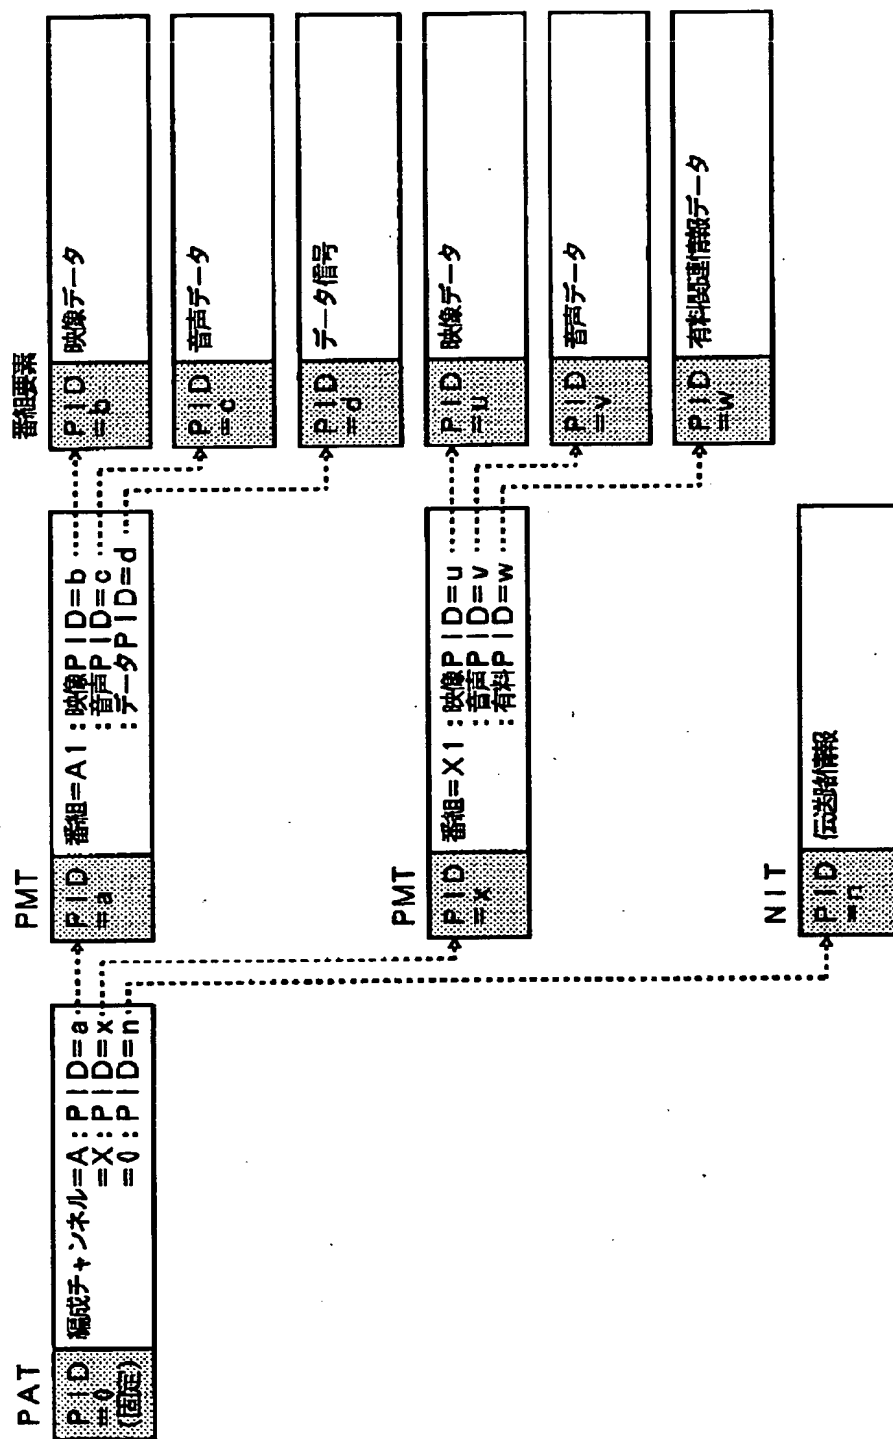 PAT
PID
=0
(固定)
編成チャンネル=A:PID=a
=X:PID=x
=0:PID=n
PMT
PID
=a
番組=A1:映像PID=b
:音声PID=c
:データPID=d
PMT
PID
=x
番組=X1:映像PID=u
:音声PID=v
:有料PID=w
NIT
PID
=n
伝送路情報
番組要素
PID
=b
映像データ
PID
=c
音声データ
PID
=d
データ信号
PID
=u
映像データ
PID
=v
音声データ
PID
=w
有料関連情報データ